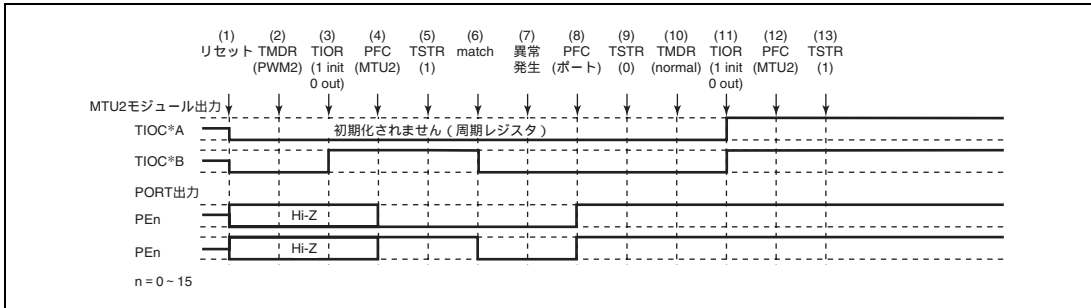 (1) (2) (3) (4) (5) (6) (7) (8) (9) (10) (11) (12) (13)
リセット TMDR TIOR PFC TSTR match 異常 PFC TSTR TMDR TIOR PFC TSTR
(PWM2) (1 init (MTU2) (1) 発生 (ポート) (0) (normal) (1 init (MTU2) (1)
0 out) 0 out)
MTU2モジュール出力
TIOC*A 初期化されません ( 周期レジスタ )
TIOC*B
PORT出力
PEn Hi-Z
PEn Hi-Z
n = 0 ~ 15